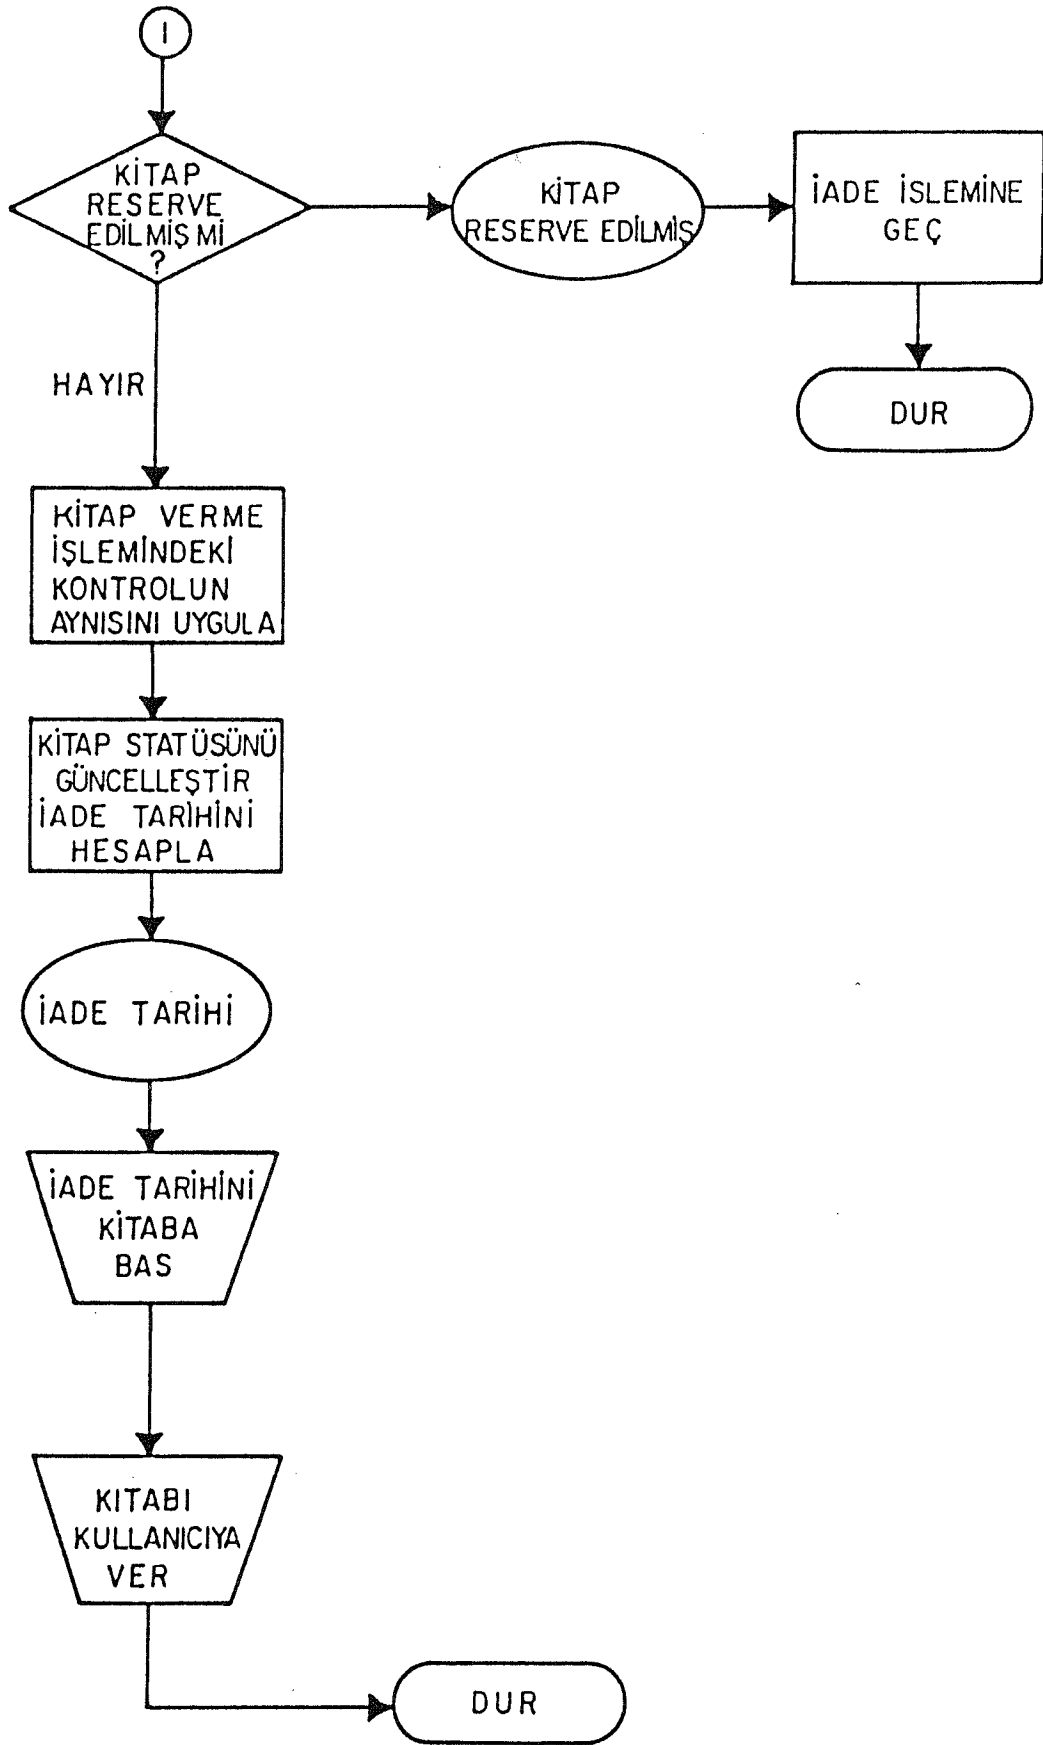 1
KİTAP
RESERVE
EDİLMİŞ Mİ
?
KİTAP
RESERVE EDİLMİŞ
İADE İSLEMİNE
GEÇ
DUR
HAYIR
KİTAP VERME
İŞLEMİNDEKİ
KONTROLUN
AYNISINI UYGULA
KİTAP STATÜSÜNÜ
GÜNCELLEŞTİR
İADE TARİHİNİ
HESAPLA
İADE TARİHİ
İADE TARİHİNİ
KİTABA
BAS
KITABI
KULLANICIYA
VER
DUR